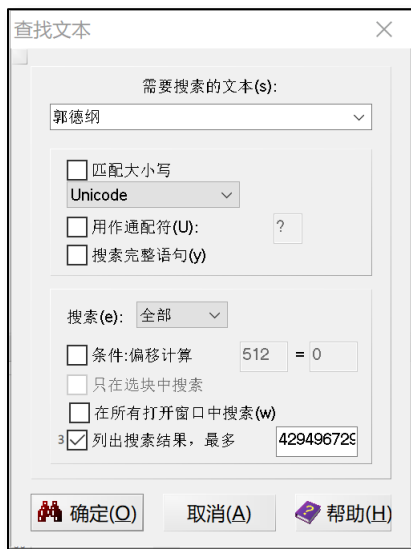 查找文本
需要搜索的文本(s):
郭德纲
匹配大小写
Unicode
用作通配符(U): ?
搜索完整语句(y)
搜索(e): 全部
条件:偏移计算 512 = 0
只在选块中搜索
在所有打开窗口中搜索(w)
3 列出搜索结果，最多 429496729
确定(O) 取消(A) 帮助(H)